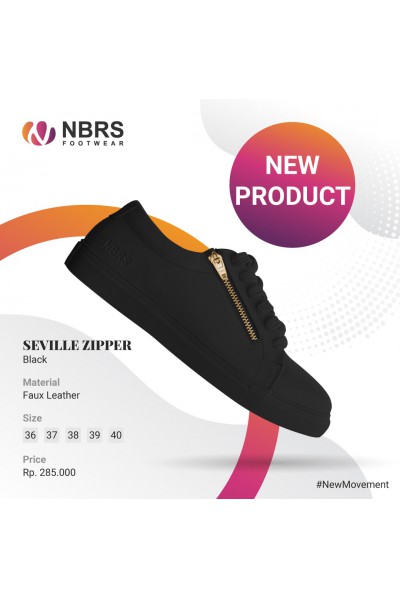 NBRS
FOOTWEAR
NEW
PRODUCT
NBRS
SEVILLE ZIPPER
Black
Material
Faux Leather
Size
36 37 38 39 40
Price
Rp. 285.000
#NewMovement